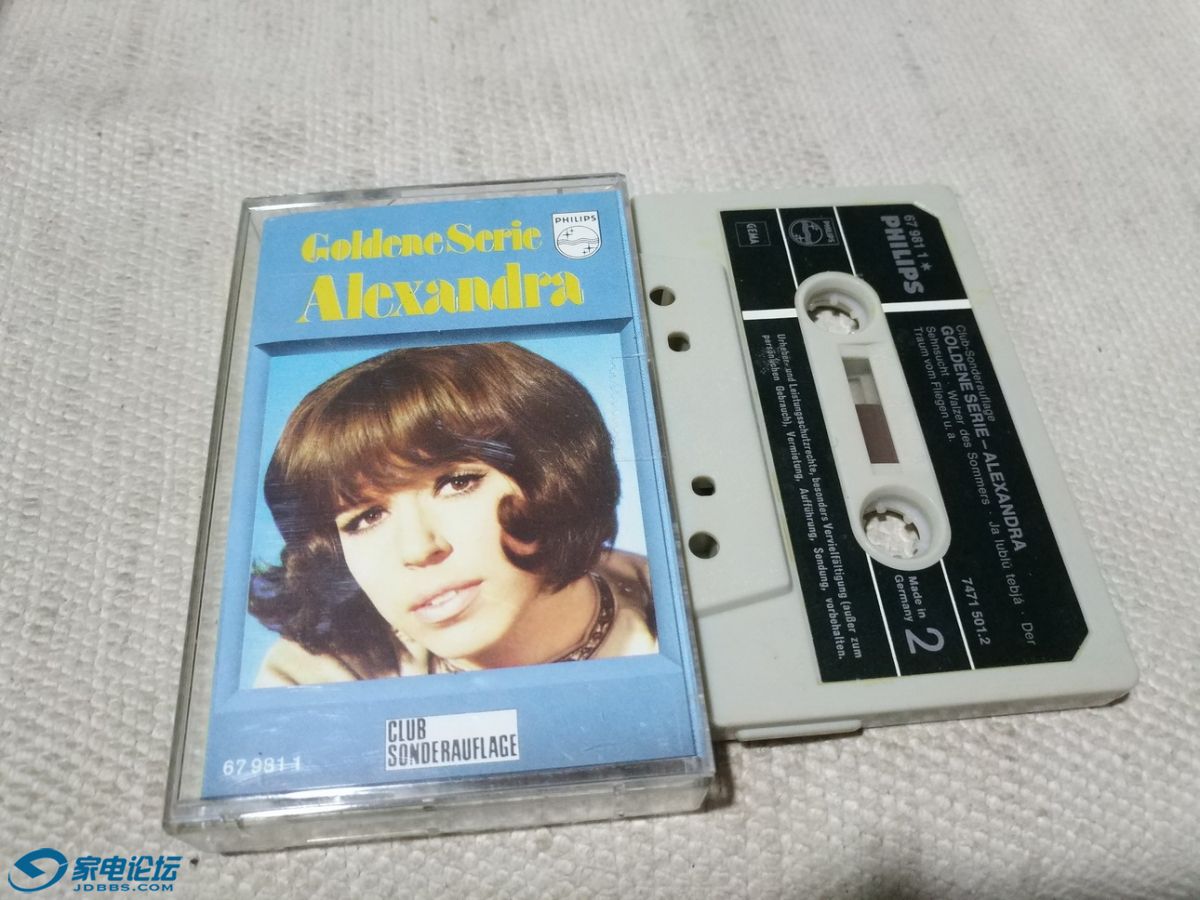 Goldene Serie
Alexandra
PHILIPS
CLUB
SONDERAUFLAGE
67 981 1
67 981 1*
PHILIPS
GEMA
Club-Sonderauflage
GOLDENE SERIE – ALEXANDRA
Sehnsucht · Walzer des Sommers · Ja lublú tebjá · Der
Traum vom Fliegen u. a.
7471 501.2
Made in
Germany
2
Urheber- und Leistungsschutzrechte, besonders Vervielfältigung (außer zum
persönlichen Gebrauch), Vermietung, Aufführung, Sendung, vorbehalten.
家电论坛
JDBBS.COM